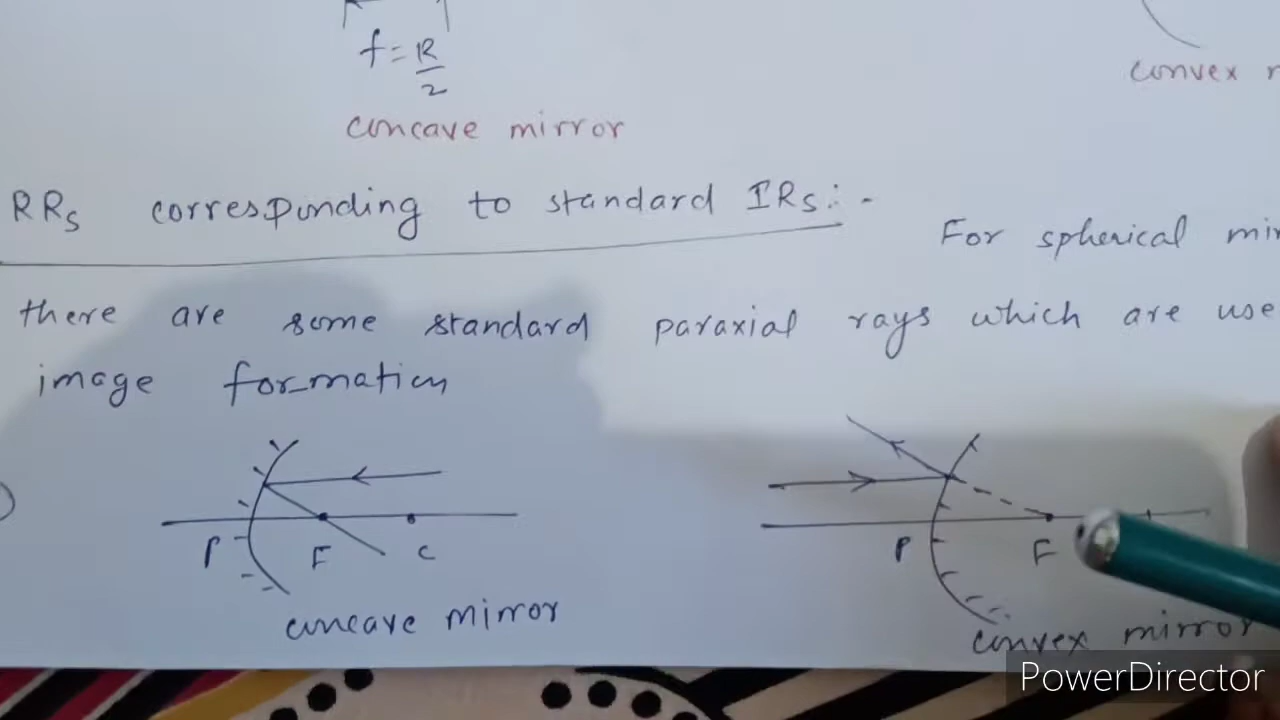 f = R/2
concave mirror
convex
RRs corresponding to standard IRs :-
For spherical
there are some standard paraxial rays which are use
image formation
P F C
concave mirror
P F
convex mirror
PowerDirector